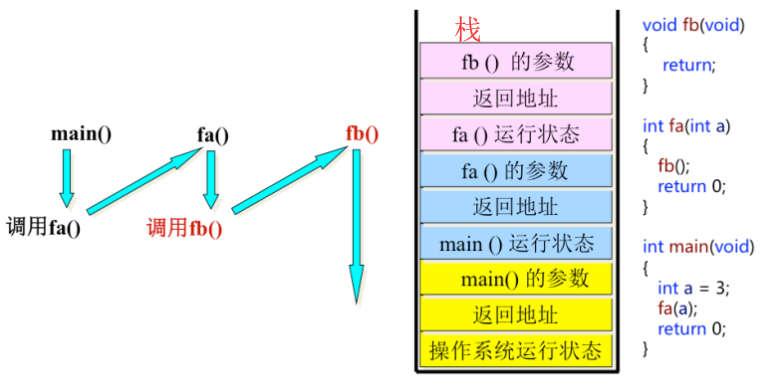 main()
fa()
fb()
调用fa()
调用fb()
栈
fb () 的参数
返回地址
fa () 运行状态
fa () 的参数
返回地址
main () 运行状态
main() 的参数
返回地址
操作系统运行状态
void fb(void)
{
return;
}
int fa(int a)
{
fb();
return 0;
}
int main(void)
{
int a = 3;
fa(a);
return 0;
}